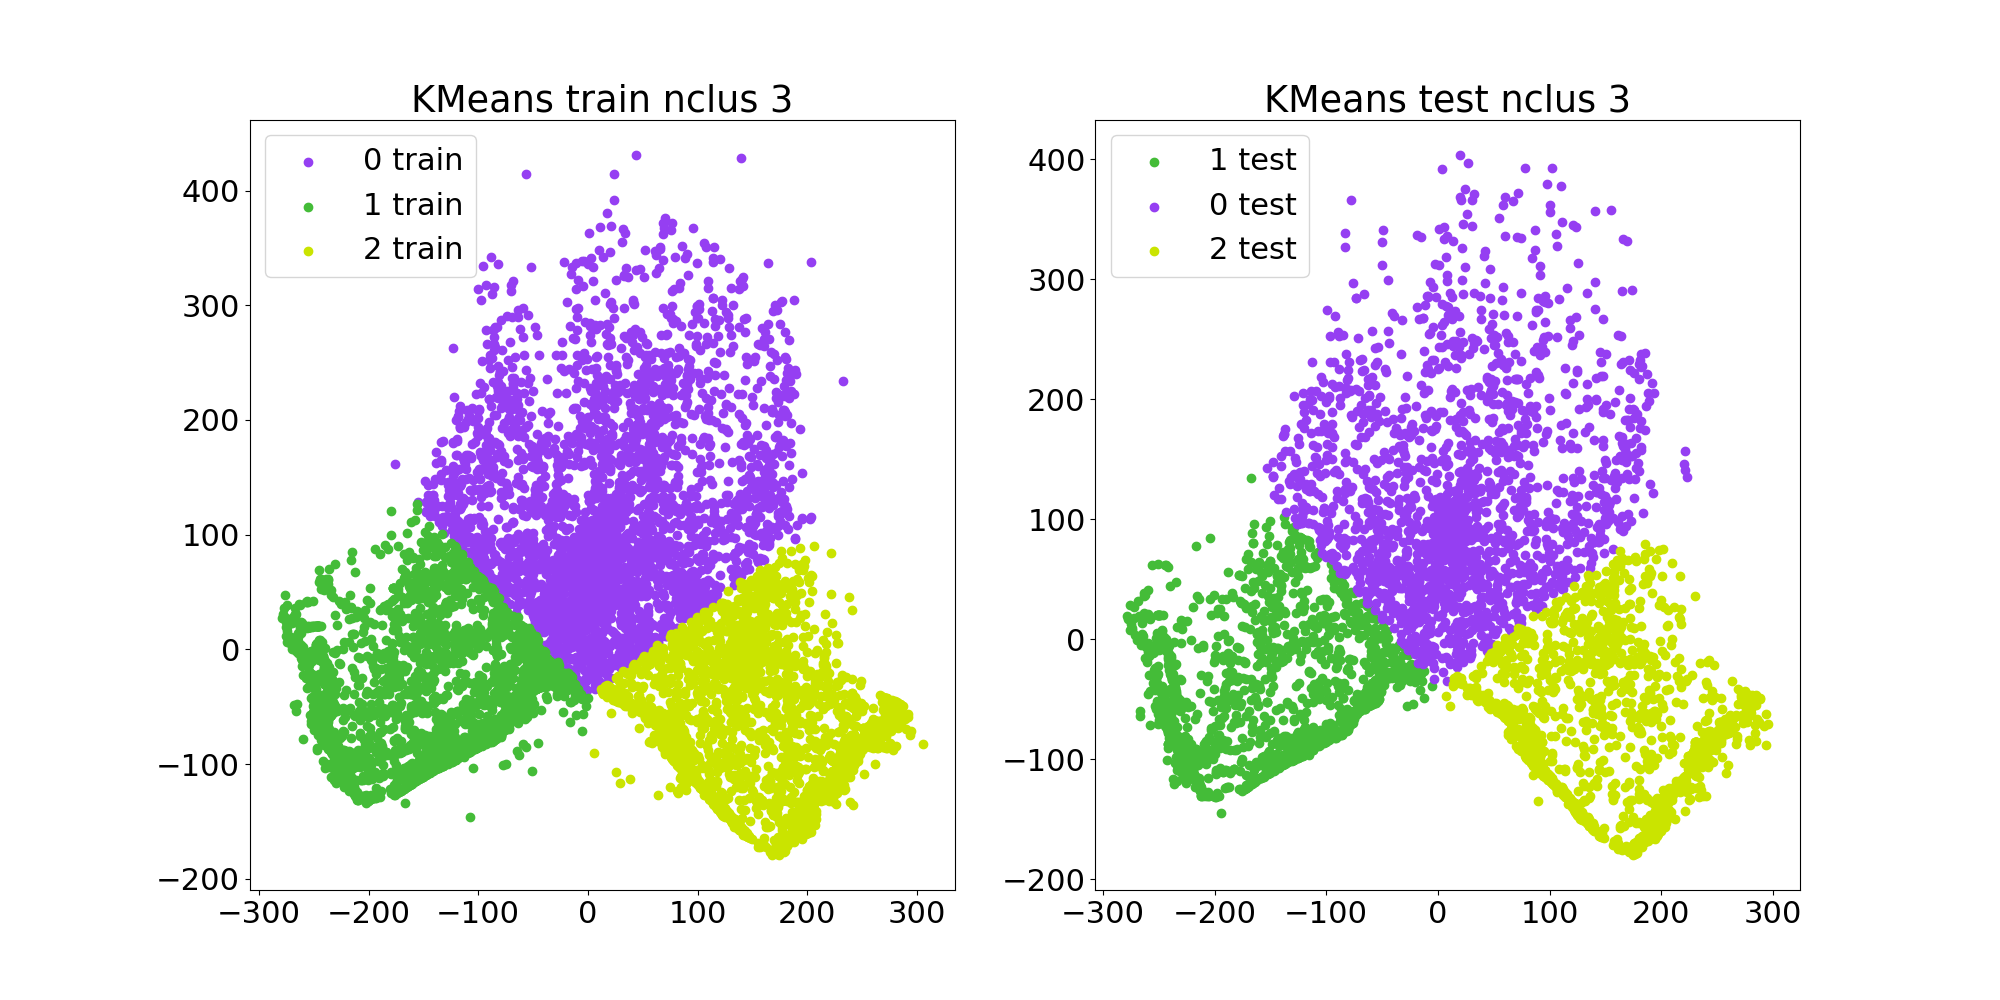 KMeans train nclus 3
0 train
1 train
2 train
400
300
200
100
0
−100
−200
−300 −200 −100 0 100 200 300
KMeans test nclus 3
1 test
0 test
2 test
400
300
200
100
0
−100
−200
−300 −200 −100 0 100 200 300